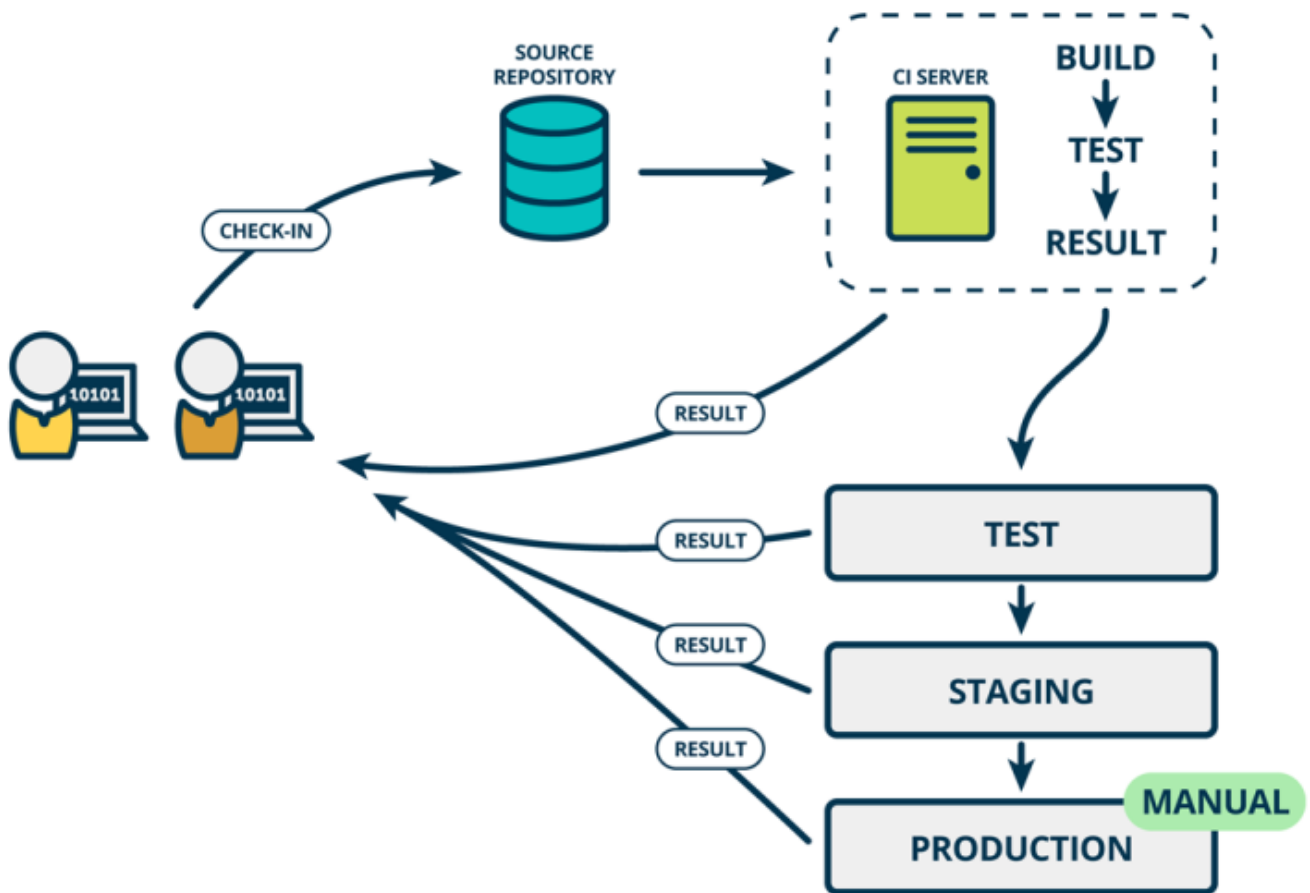 SOURCE
REPOSITORY
CI SERVER
BUILD
TEST
RESULT
CHECK-IN
10101
10101
RESULT
RESULT
TEST
RESULT
STAGING
RESULT
MANUAL
PRODUCTION